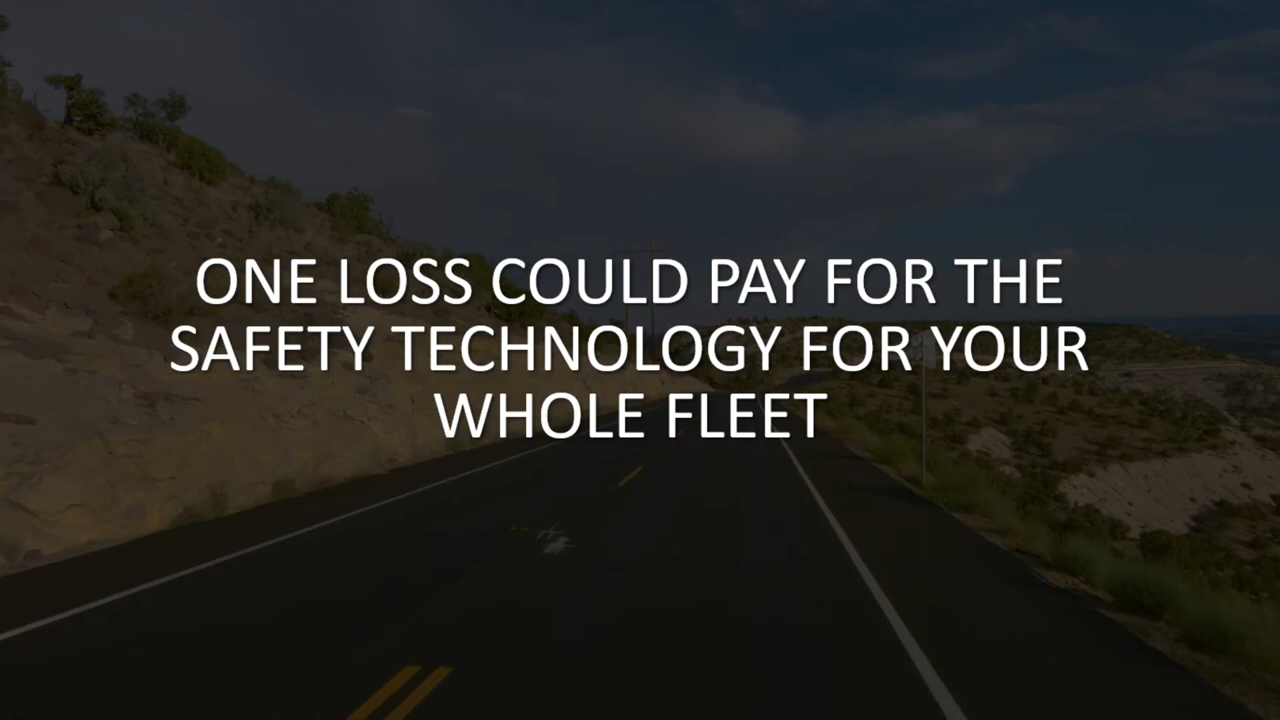 ONE LOSS COULD PAY FOR THE
SAFETY TECHNOLOGY FOR YOUR
WHOLE FLEET